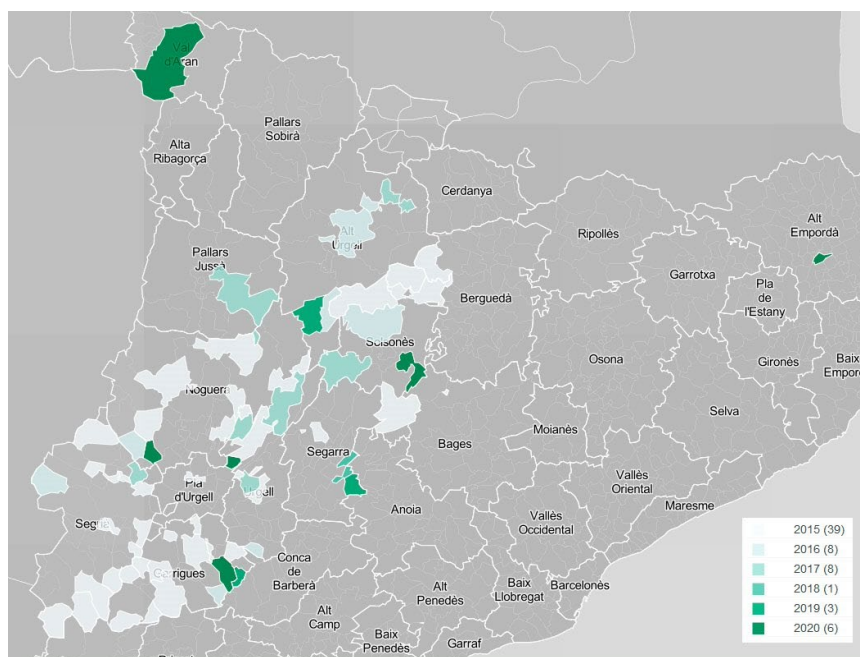 Val
d'Aran
Pallars
Sobirà
Alta
Ribagorça
Cerdanya
Alt
Urgell
Ripollès
Alt
Empordà
Pallars
Jussà
Garrotxa
Pla
de
l'Estany
Berguedà
Solsonès
Osona
Gironès
Baix
Noguera
Selva
Moianès
Bages
Segarra
Vallès
Oriental
Pla
d'Urgell
Urgell
Anoia
Maresme
Vallès
Occidental
Garrigues
Conca
de
Barberà
Alt
Penedès
Baix
Llobregat
Barcelonès
Alt
Camp
Baix
Penedès
Garraf
2015 (39)
2016 (8)
2017 (8)
2018 (1)
2019 (3)
2020 (6)